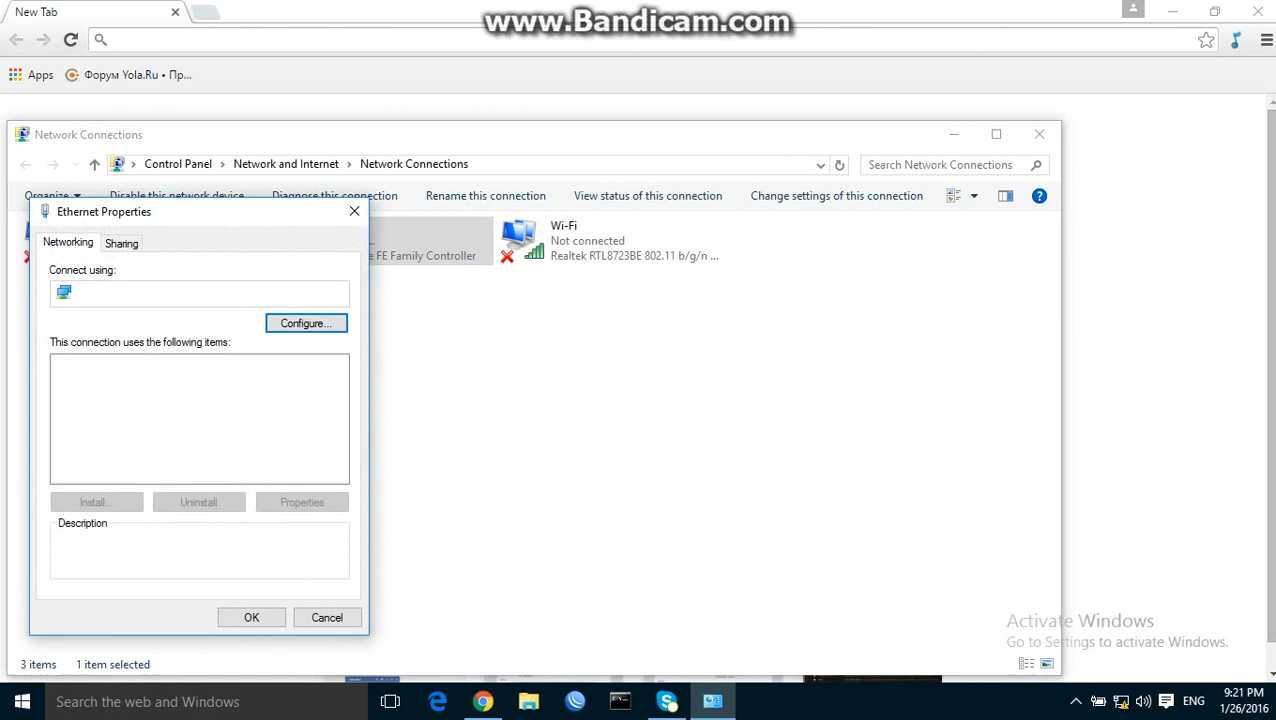 New Tab
www.Bandicam.com
Apps
Форум Yola.Ru • Пр...
Network Connections
Control Panel
Network and Internet
Network Connections
Search Network Connections
Organize
Disable this network device
Diagnose this connection
Rename this connection
View status of this connection
Change settings of this connection
Ethernet Properties
Networking
Sharing
Connect using:
Configure...
This connection uses the following items:
Install...
Uninstall
Properties
Description
OK
Cancel
...
e FE Family Controller
Wi-Fi
Not connected
Realtek RTL8723BE 802.11 b/g/n ...
Activate Windows
Go to Settings to activate Windows.
3 items
1 item selected
Search the web and Windows
ENG
9:21 PM
1/26/2016